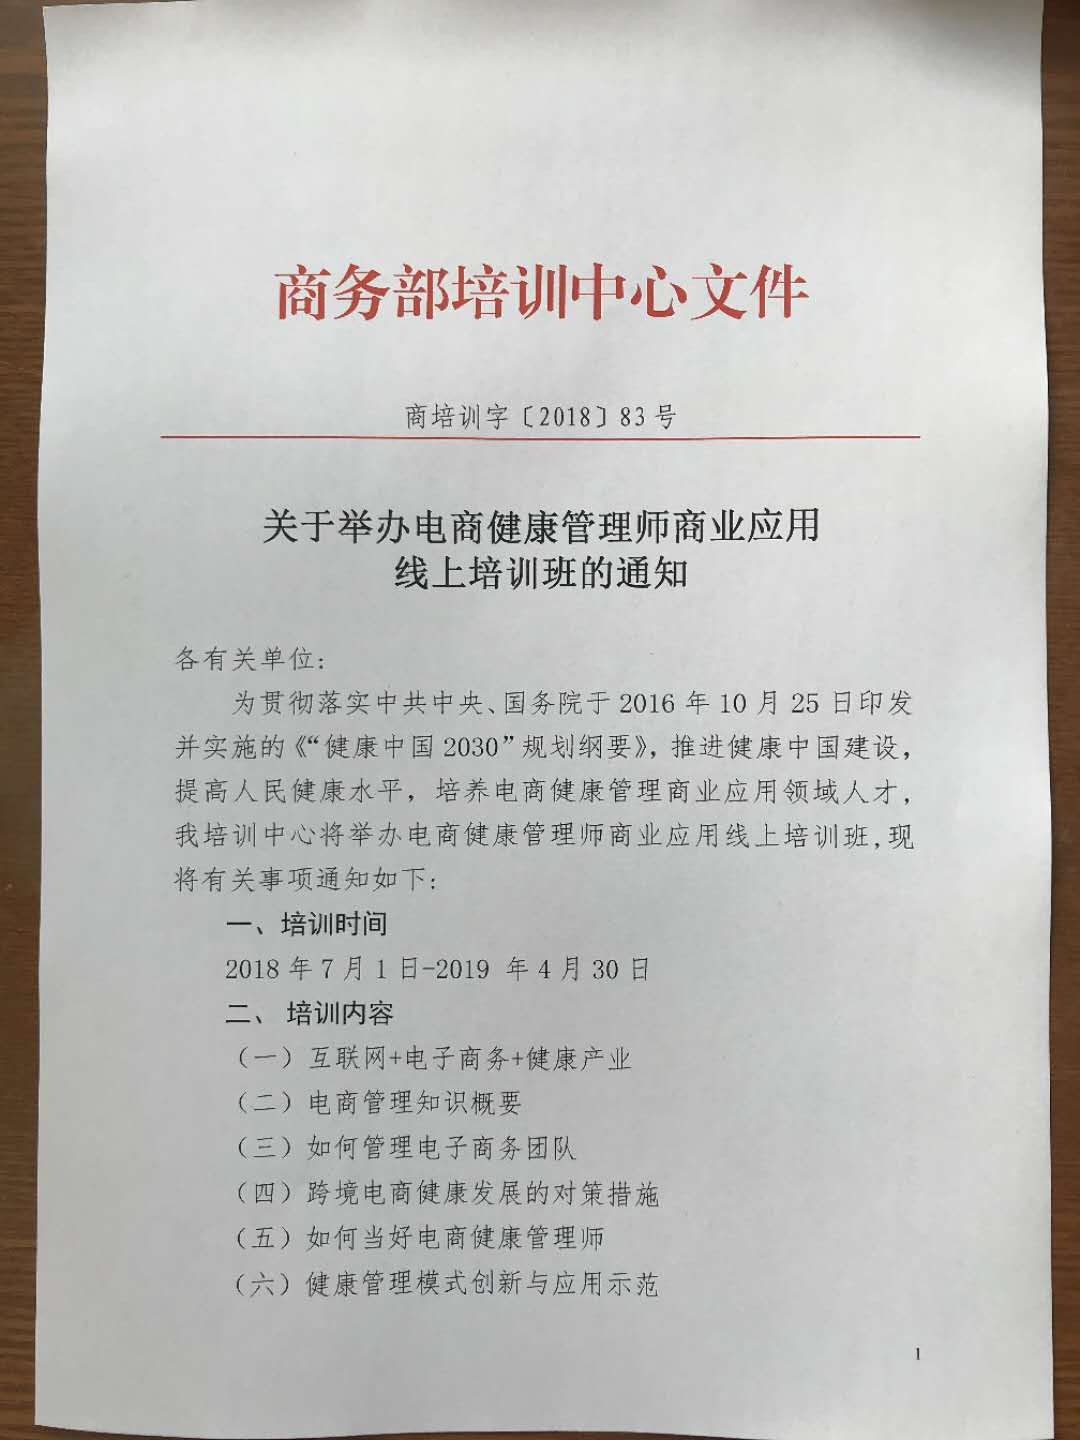 商务部培训中心文件
商培训字〔2018〕83号
关于举办电商健康管理师商业应用
线上培训班的通知
各有关单位:
为贯彻落实中共中央、国务院于2016年10月25日印发
并实施的《“健康中国2030”规划纲要》，推进健康中国建设，
提高人民健康水平，培养电商健康管理商业应用领域人才，
我培训中心将举办电商健康管理师商业应用线上培训班,现
将有关事项通知如下:
一、培训时间
2018年7月1日-2019 年4月30日
二、 培训内容
（一）互联网+电子商务+健康产业
（二）电商管理知识概要
（三）如何管理电子商务团队
（四）跨境电商健康发展的对策措施
（五）如何当好电商健康管理师
（六）健康管理模式创新与应用示范
1